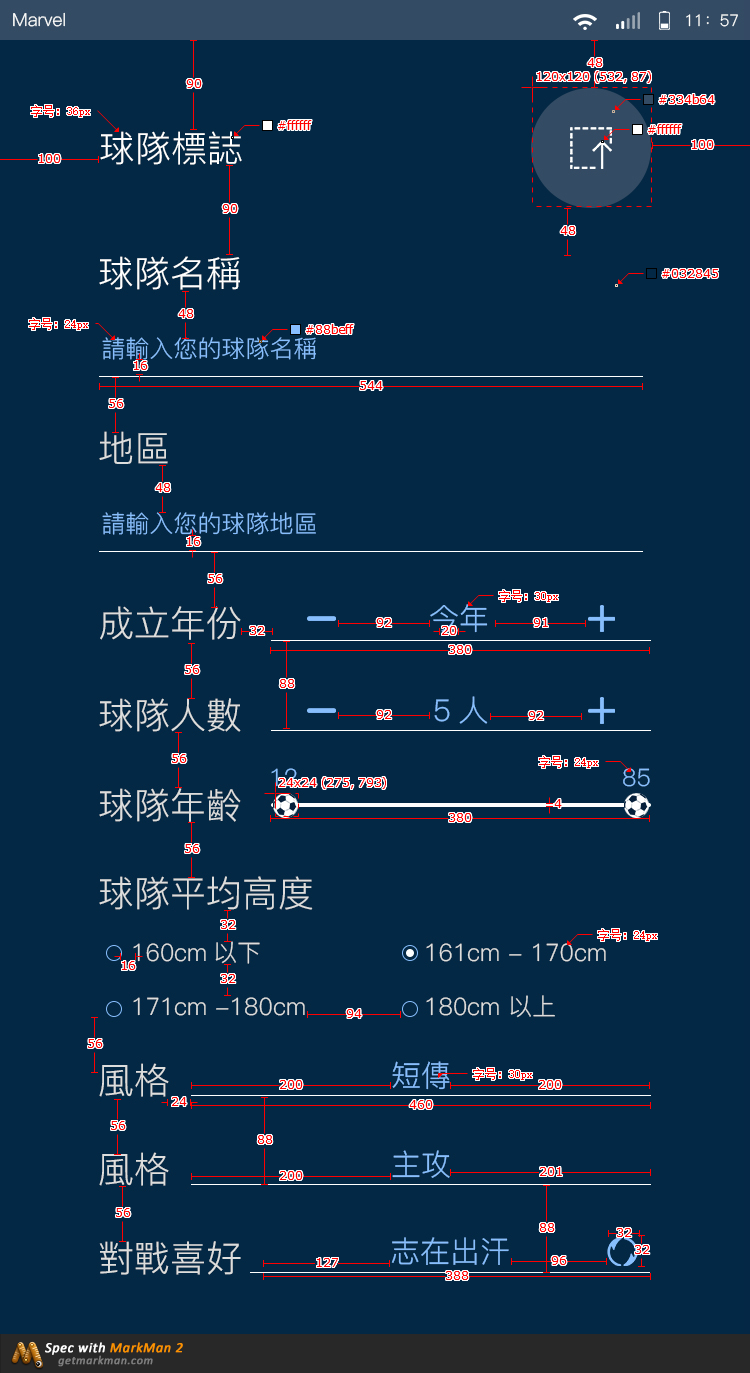 Marvel 11: 57
48
90
120x120 (532, 87)
#334b64
字号: 36px
#ffffff
#ffffff
球隊標誌
100
100
90
48
球隊名稱
#032845
48
字号: 24px
#88beff
請輸入您的球隊名稱
16
544
56
地區
48
請輸入您的球隊地區
16
56
字号: 30px
成立年份 32 92 今年 91
20
380
56
88
球隊人數 92 5 人 92
56
字号: 24px
85
24x24 (275, 793)
球隊年齡
4
380
56
球隊平均高度
32
字号: 24px
160cm 以下 161cm - 170cm
16
32
171cm -180cm 94 180cm 以上
56
風格 200 短傳 字号: 30px 200
24 460
56
88
風格 200 主攻 201
56
88
32
對戰喜好 127 志在出汗 96 32
388
Spec with MarkMan 2
getmarkman.com